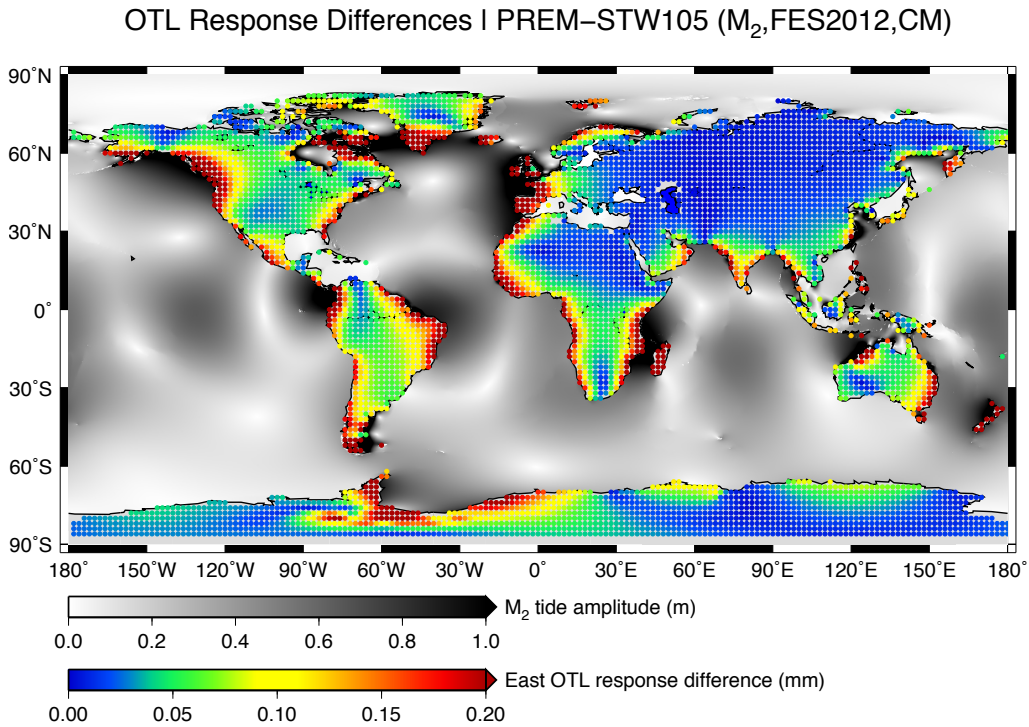 OTL Response Differences I PREM−STW105 (M₂,FES2012,CM)
90˚N
60˚N
30˚N
0˚
30˚S
60˚S
90˚S
180˚ 150˚W 120˚W 90˚W 60˚W 30˚W 0˚ 30˚E 60˚E 90˚E 120˚E 150˚E 180˚
M₂ tide amplitude (m)
0.0 0.2 0.4 0.6 0.8 1.0
East OTL response difference (mm)
0.00 0.05 0.10 0.15 0.20